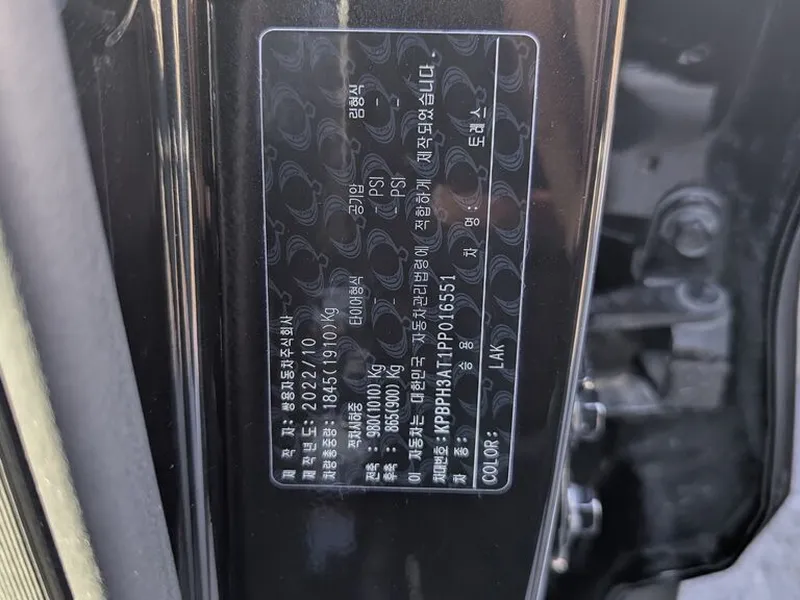 제 작 자 : 쌍용자동차주식회사
제 작 년 도 : 2022/10
차량총중량 : 1845(1910)Kg
적차시하중 타이어형식 공기압 림형식
전축 : 980(1010) Kg - - PSI -
후축 : 865(900) Kg - - PSI -
이 자동차는 대한민국 자동차관리법령에 적합하게 제작되었습니다.
차대번호 : KPBPH3AT1PP016551
차 종 : 승 용 차 명 : 토레스
COLOR : LAK